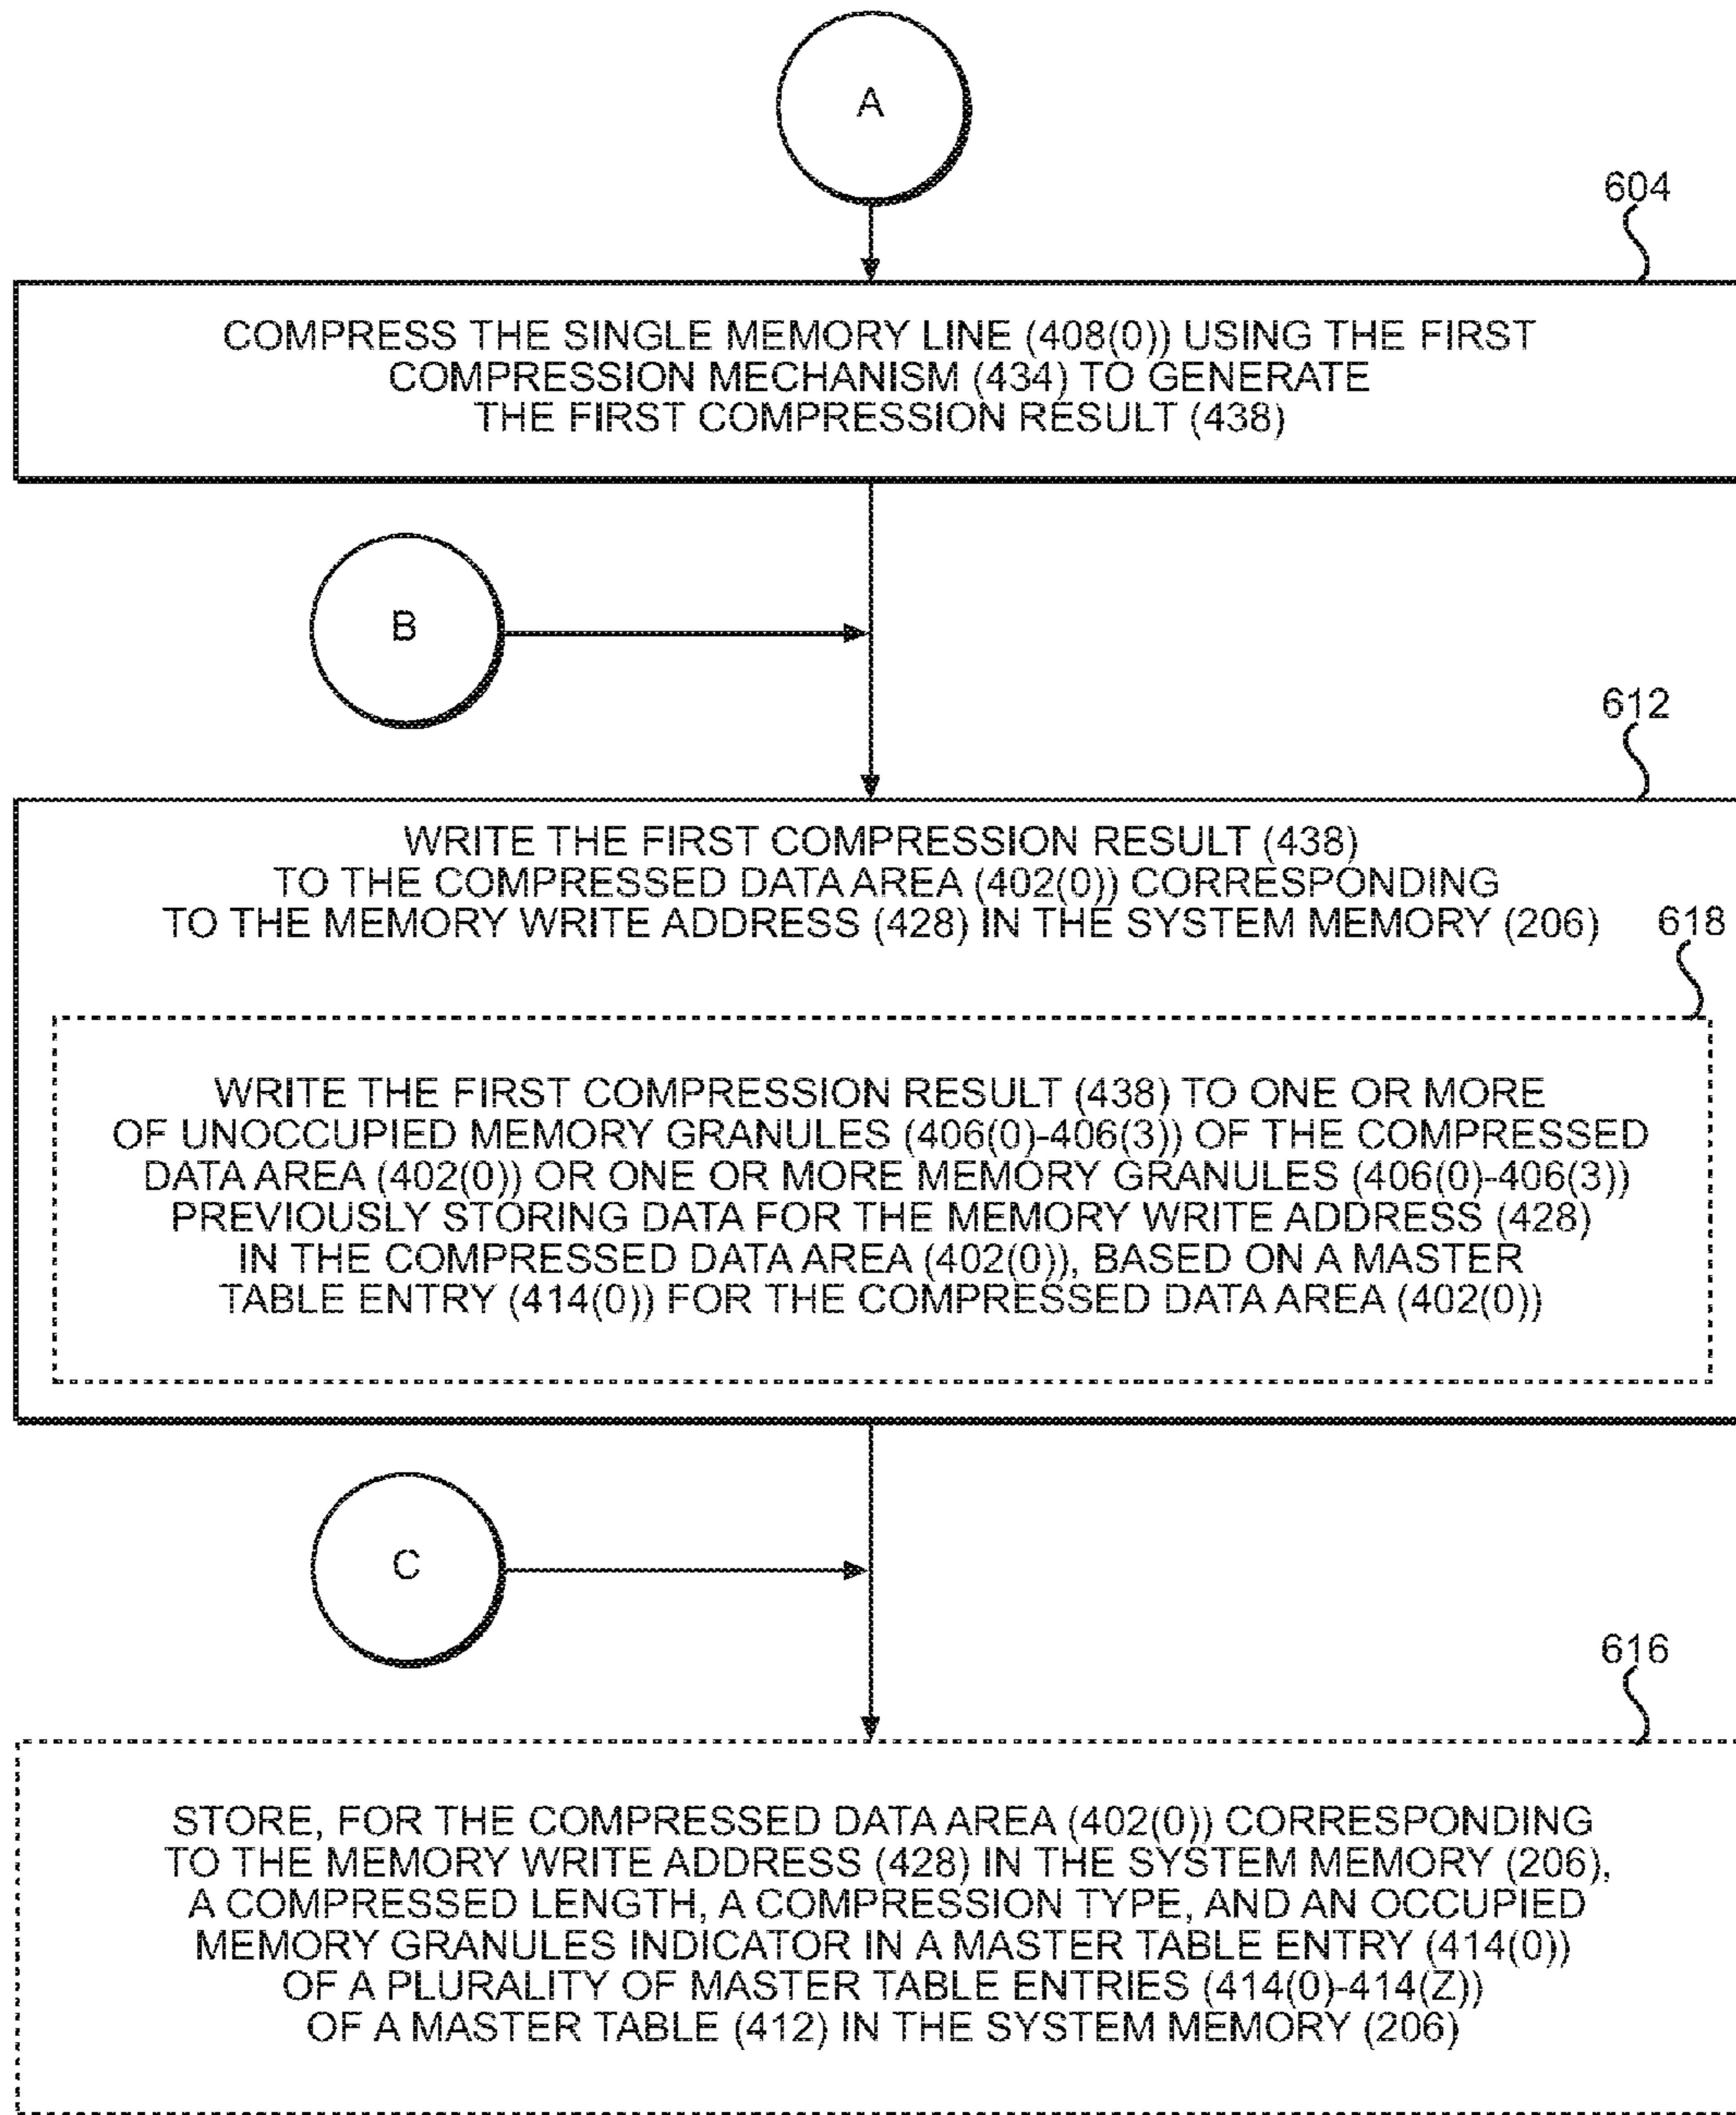 A
604
COMPRESS THE SINGLE MEMORY LINE (408(0)) USING THE FIRST
COMPRESSION MECHANISM (434) TO GENERATE
THE FIRST COMPRESSION RESULT (438)
B
612
WRITE THE FIRST COMPRESSION RESULT (438)
TO THE COMPRESSED DATA AREA (402(0)) CORRESPONDING
TO THE MEMORY WRITE ADDRESS (428) IN THE SYSTEM MEMORY (206)
618
WRITE THE FIRST COMPRESSION RESULT (438) TO ONE OR MORE
OF UNOCCUPIED MEMORY GRANULES (406(0)-406(3)) OF THE COMPRESSED
DATA AREA (402(0)) OR ONE OR MORE MEMORY GRANULES (406(0)-406(3))
PREVIOUSLY STORING DATA FOR THE MEMORY WRITE ADDRESS (428)
IN THE COMPRESSED DATA AREA (402(0)), BASED ON A MASTER
TABLE ENTRY (414(0)) FOR THE COMPRESSED DATA AREA (402(0))
C
616
STORE, FOR THE COMPRESSED DATA AREA (402(0)) CORRESPONDING
TO THE MEMORY WRITE ADDRESS (428) IN THE SYSTEM MEMORY (206),
A COMPRESSED LENGTH, A COMPRESSION TYPE, AND AN OCCUPIED
MEMORY GRANULES INDICATOR IN A MASTER TABLE ENTRY (414(0))
OF A PLURALITY OF MASTER TABLE ENTRIES (414(0)-414(Z))
OF A MASTER TABLE (412) IN THE SYSTEM MEMORY (206)